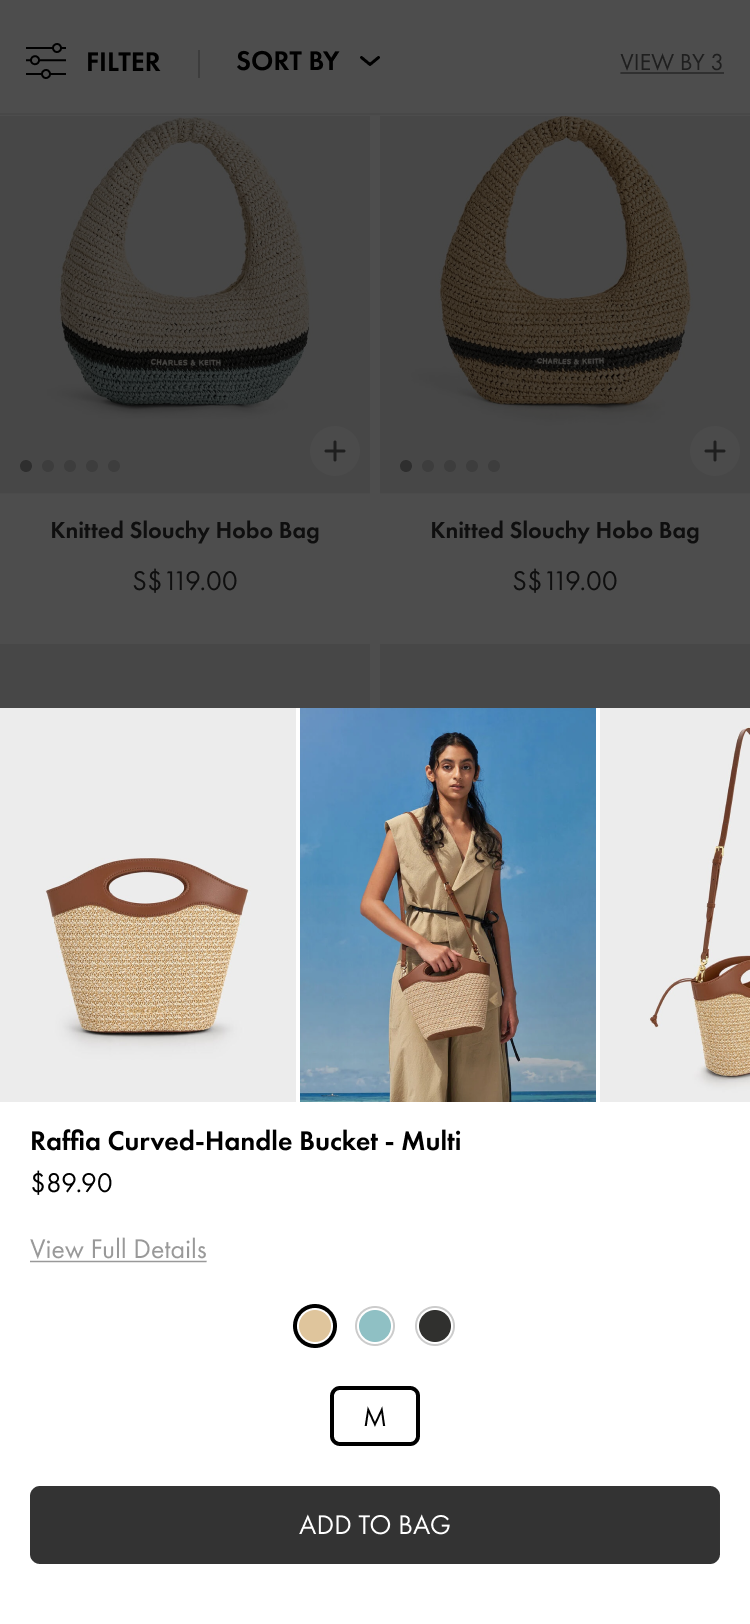 FILTER
SORT BY
VIEW BY 3
CHARLES & KEITH
CHARLES & KEITH
Knitted Slouchy Hobo Bag
Knitted Slouchy Hobo Bag
S$119.00
S$119.00
Raffia Curved-Handle Bucket - Multi
$89.90
View Full Details
M
ADD TO BAG